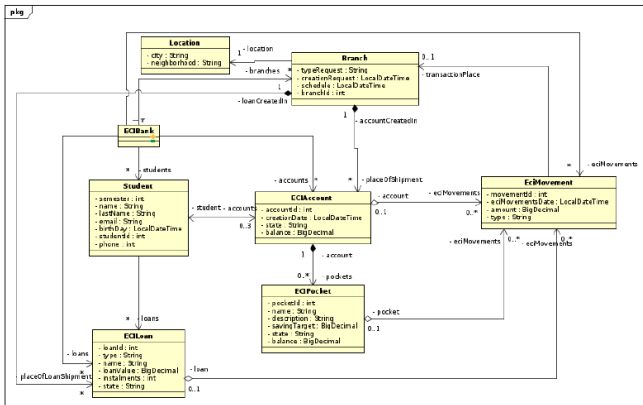 pkg
Location
- city : String
- neighborhood : String
- location
1
Branch
- typeRequest : String
- creationRequest : LocalDateTime
- schedule : LocalDateTime
- branchId : int
0..1
- transactionPlace
- branches
*
1
- loanCreatedIn
1
- accountCreatedIn
ECIBank
*
- students
- accounts
*
*
- placeOfShipment
*
- eciMovements
Student
- semester : int
- name : String
- lastName : String
- email : String
- birthDay : LocalDateTime
- studentId : int
- phone : int
- student
- accounts
0..3
ECIAccount
- accountId : int
- creationDate : LocalDateTime
- state : String
- balance : BigDecimal
- account
0..1
- eciMovements
0..*
EciMovement
- movementId : int
- eciMovementsDate : LocalDateTime
- amount : BigDecimal
- type : String
- eciMovements
0..*
- eciMovements
0..*
1
- account
0..*
- pockets
ECIPocket
- pocketId : int
- name : String
- description : String
- savingTarget : BigDecimal
- state : String
- balance : BigDecimal
- pocket
0..1
*
- loans
ECILoan
- loanId : int
- type : String
- name : String
- loanValue : BigDecimal
- instalments : int
- state : String
- loans
*
- placeOfLoanShipment
*
- loan
0..1